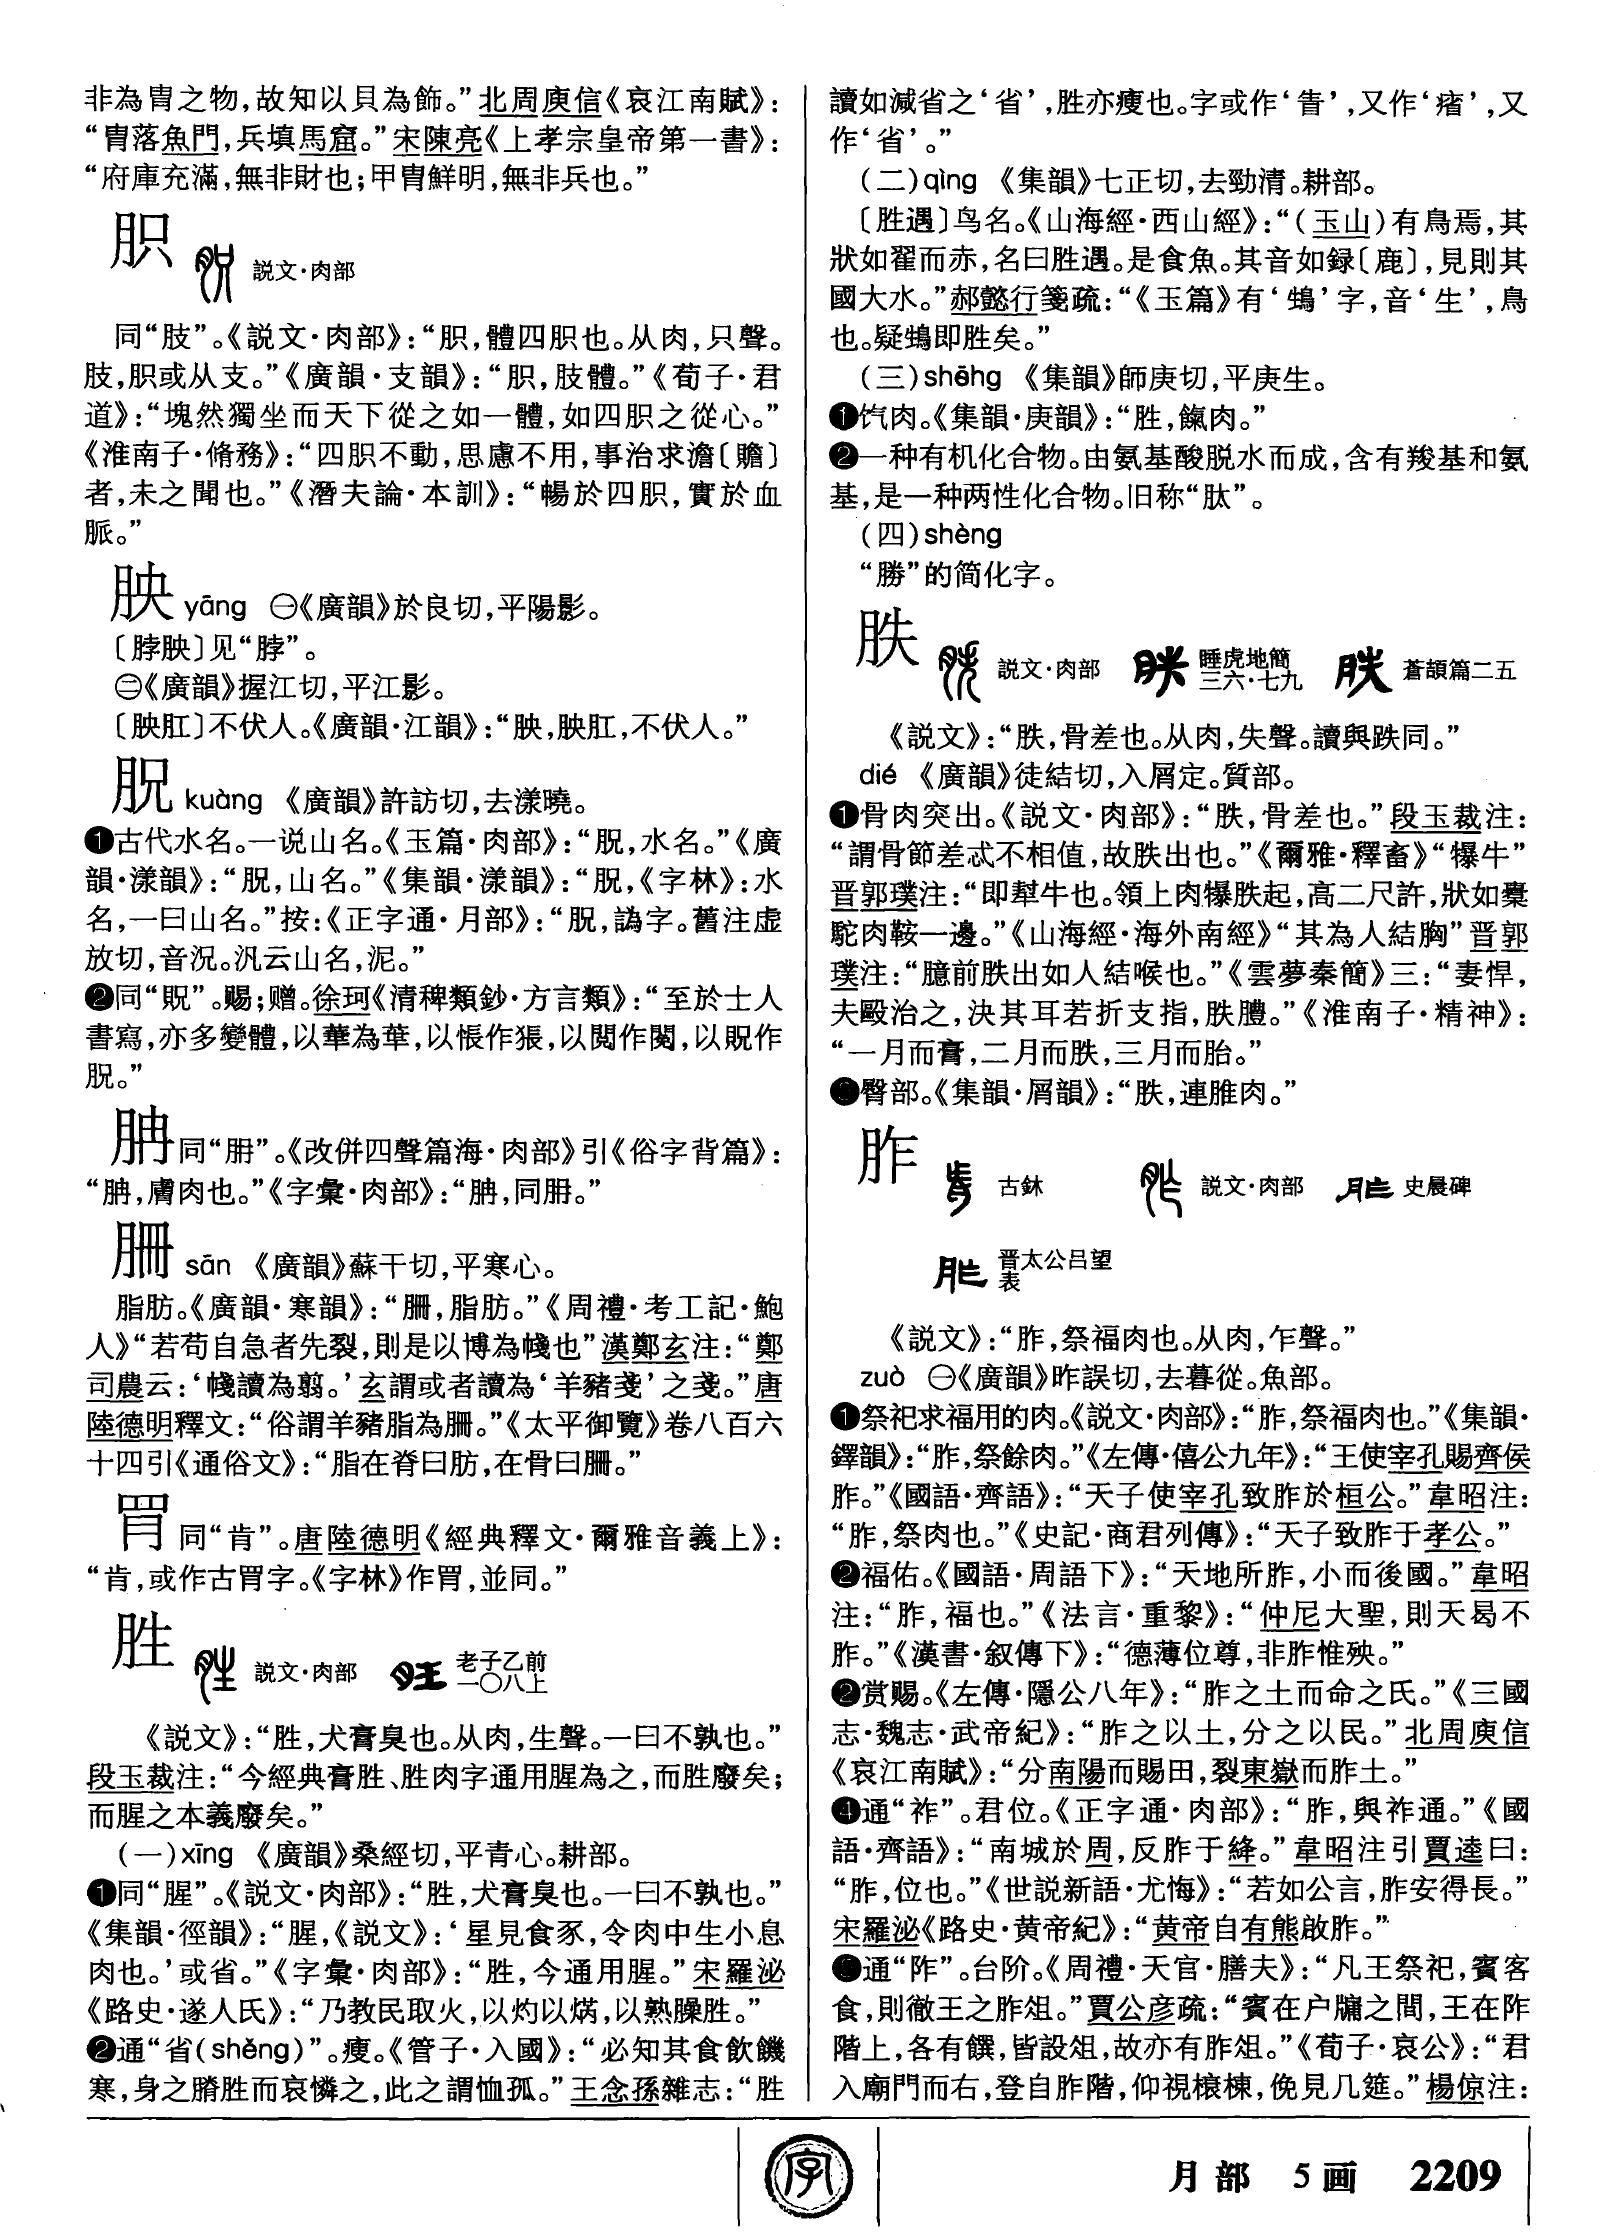 非為胄之物，故知以貝為飾。”北周庾信《哀江南賦》：
“胄落魚門，兵填馬窟。”宋陳亮《上孝宗皇帝第一書》：
“府庫充滿，無非財也；甲胄鮮明，無非兵也。”
胑 説文·肉部
同“肢”。《説文·肉部》：“胑，體四胑也。从肉，只聲。
肢，胑或从支。”《廣韻·支韻》：“胑，肢體。”《荀子·君
道》：“塊然獨坐而天下從之如一體，如四胑之從心。”
《淮南子·脩務》：“四胑不動，思慮不用，事治求澹〔贍〕
者，未之聞也。”《潛夫論·本訓》：“暢於四胑，實於血
脈。”
胦 yāng ㊀《廣韻》於良切，平陽影。
〔脖胦〕见“脖”。
㊁《廣韻》握江切，平江影。
〔胦肛〕不伏人。《廣韻·江韻》：“胦，胦肛，不伏人。”
𦚞 kuàng 《廣韻》許訪切，去漾曉。
❶古代水名。一说山名。《玉篇·肉部》：“𦚞，水名。”《廣
韻·漾韻》：“𦚞，山名。”《集韻·漾韻》：“𦚞，《字林》：水
名，一曰山名。”按：《正字通·月部》：“𦚞，譌字。舊注虚
放切，音況。汎云山名，泥。”
❷同“貺”。赐；赠。徐珂《清稗類鈔·方言類》：“至於士人
書寫，亦多變體，以華為葉，以悵作猨，以閲作䦧，以貺作
𦚞。”
同“𦙶”。《改併四聲篇海·肉部》引《俗字背篇》：
“，膚肉也。”《字彙·肉部》：“，同。”
𦙱 sān 《廣韻》蘇干切，平寒心。
脂肪。《廣韻·寒韻》：“𦙱，脂肪。”《周禮·考工記·鮑
人》“若苟自急者先裂，則是以博為帴也”漢鄭玄注：“鄭
司農云：‘帴讀為翦。’玄謂或者讀為‘羊豬戔’之戔。”唐
陸德明釋文：“俗謂羊豬脂為𦙱。”《太平御覽》卷八百六
十四引《通俗文》：“脂在脊曰肪，在骨曰𦙱。”
同“肯”。唐陸德明《經典釋文·爾雅音義上》：
“肯，或作古字。《字林》作，並同。”
胜 説文·肉部 老子乙前一〇八上
《説文》：“胜，犬膏臭也。从肉，生聲。一曰不孰也。”
段玉裁注：“今經典膏胜、胜肉字通用腥為之，而胜廢矣；
而腥之本義廢矣。”
（一）xīng 《廣韻》桑經切，平青心。耕部。
❶同“腥”。《説文·肉部》：“胜，犬膏臭也。一曰不孰也。”
《集韻·徑韻》：“腥，《説文》：‘星見食豕，令肉中生小息
肉也。’或省。”《字彙·肉部》：“胜，今通用腥。”宋羅泌
《路史·遂人氏》：“乃教民取火，以灼以焫，以熟臊胜。”
❷通“省（shěng）”。瘦。《管子·入國》：“必知其食飲饑
寒，身之膌胜而哀憐之，此之謂恤孤。”王念孫雜志：“胜
讀如減省之‘省’，胜亦瘦也。字或作‘眚’，又作‘瘄’，又
作‘省’。”
（二）qìng 《集韻》七正切，去勁清。耕部。
〔胜遇〕鸟名。《山海經·西山經》：“（玉山）有鳥焉，其
狀如翟而赤，名曰胜遇。是食魚。其音如録〔鹿〕，見則其
國大水。”郝懿行箋疏：“《玉篇》有‘鴩’字，音‘生’，鳥
也。疑鴩即胜矣。”
（三）shēng 《集韻》師庚切，平庚生。
❶饩肉。《集韻·庚韻》：“胜，餼肉。”
❷一种有机化合物。由氨基酸脱水而成，含有羧基和氨
基，是一种两性化合物。旧称“肽”。
（四）shèng
“勝”的简化字。
胅 説文·肉部 睡虎地簡三六·七九 蒼頡篇二五
《説文》：“胅，骨差也。从肉，失聲。讀與跌同。”
dié 《廣韻》徒結切，入屑定。質部。
❶骨肉突出。《説文·肉部》：“胅，骨差也。”段玉裁注：
“謂骨節差忒不相值，故胅出也。”《爾雅·釋畜》“犦牛”
晋郭璞注：“即犎牛也。領上肉犦胅起，高二尺許，狀如橐
駝肉鞍一邊。”《山海經·海外南經》“其為人結胸”晋郭
璞注：“臆前胅出如人結喉也。”《雲夢秦簡》三：“妻悍，
夫毆治之，決其耳若折支指，胅體。”《淮南子·精神》：
“一月而膏，二月而胅，三月而胎。”
❷臀部。《集韻·屑韻》：“胅，連脽肉。”
胙 古鉥 説文·肉部 史晨碑
晋太公吕望表
《説文》：“胙，祭福肉也。从肉，乍聲。”
zuò ㊀《廣韻》昨誤切，去暮從。魚部。
❶祭祀求福用的肉。《説文·肉部》：“胙，祭福肉也。”《集韻·
鐸韻》：“胙，祭餘肉。”《左傳·僖公九年》：“王使宰孔賜齊侯
胙。”《國語·齊語》：“天子使宰孔致胙於桓公。”韋昭注：
“胙，祭肉也。”《史記·商君列傳》：“天子致胙于孝公。”
❷福佑。《國語·周語下》：“天地所胙，小而後國。”韋昭
注：“胙，福也。”《法言·重黎》：“仲尼大聖，則天曷不
胙。”《漢書·叙傳下》：“德薄位尊，非胙惟殃。”
❸赏赐。《左傳·隱公八年》：“胙之土而命之氏。”《三國
志·魏志·武帝紀》：“胙之以土，分之以民。”北周庾信
《哀江南賦》：“分南陽而賜田，裂東嶽而胙土。”
❹通“祚”。君位。《正字通·肉部》：“胙，與祚通。”《國
語·齊語》：“南城於周，反胙于絳。”韋昭注引賈逵曰：
“胙，位也。”《世説新語·尤悔》：“若如公言，胙安得長。”
宋羅泌《路史·黄帝紀》：“黄帝自有熊啟胙。”
❺通“阼”。台阶。《周禮·天官·膳夫》：“凡王祭祀，賓客
食，則徹王之胙俎。”賈公彦疏：“賓在户牖之間，王在阼
階上，各有饌，皆設俎，故亦有胙俎。”《荀子·哀公》：“君
入廟門而右，登自胙階，仰視榱棟，俛見几筵。”楊倞注：
字
月部 5画 2209